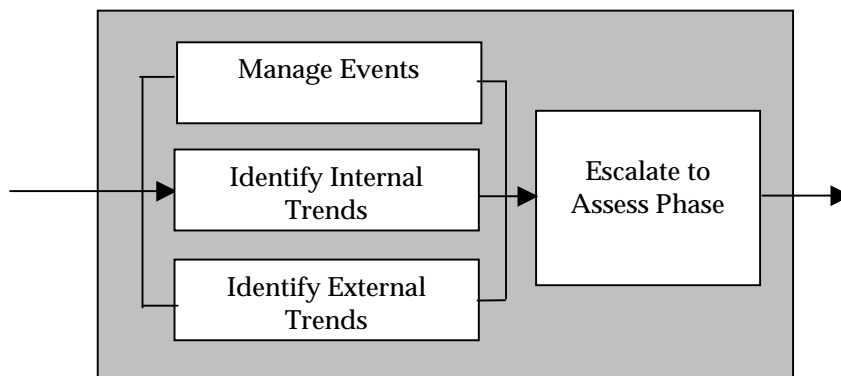 Manage Events
Identify Internal
Trends
Identify External
Trends
Escalate to
Assess Phase